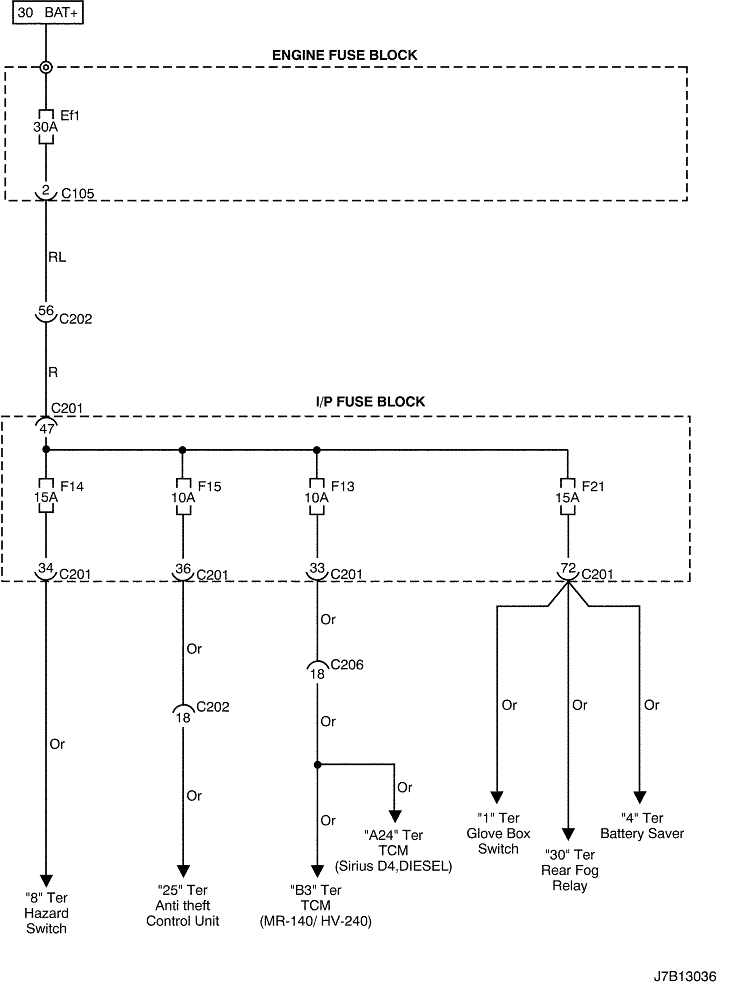 30 BAT+
ENGINE FUSE BLOCK
Ef1
30A
2
C105
RL
56
C202
R
C201
I/P FUSE BLOCK
47
F14
15A
F15
10A
F13
10A
F21
15A
34
C201
36
C201
33
C201
72
C201
Or
Or
C206
18
C202
18
Or
Or
Or
Or
Or
Or
Or
Or
Or
"1" Ter
Glove Box
Switch
"4" Ter
Battery Saver
"A24" Ter
TCM
(Sirius D4,DIESEL)
"30" Ter
Rear Fog
Relay
"8" Ter
Hazard
Switch
"25" Ter
Anti theft
Control Unit
"B3" Ter
TCM
(MR-140/ HV-240)
J7B13036